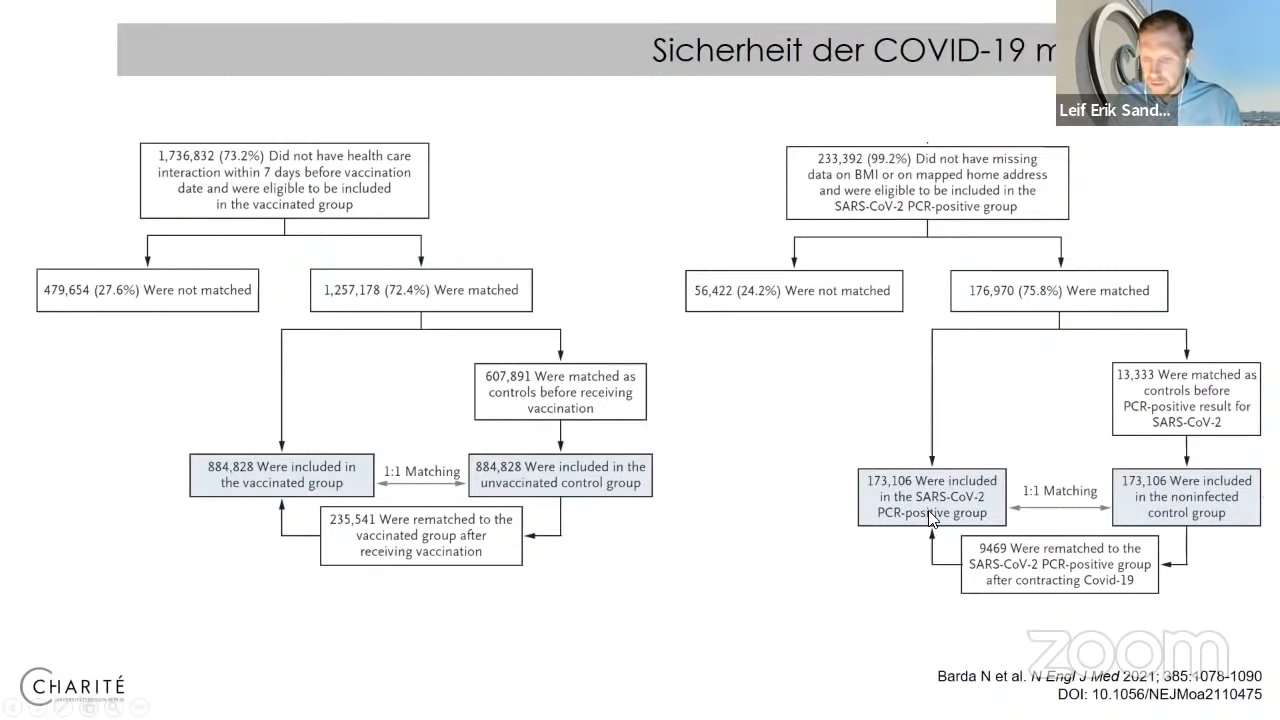 Sicherheit der COVID-19 m
Leif Erik Sand...
1,736,832 (73.2%) Did not have health care
interaction within 7 days before vaccination
date and were eligible to be included
in the vaccinated group
479,654 (27.6%) Were not matched
1,257,178 (72.4%) Were matched
607,891 Were matched as
controls before receiving
vaccination
884,828 Were included in
the vaccinated group
1:1 Matching
884,828 Were included in the
unvaccinated control group
235,541 Were rematched to the
vaccinated group after
receiving vaccination
233,392 (99.2%) Did not have missing
data on BMI or on mapped home address
and were eligible to be included in the
SARS-CoV-2 PCR-positive group
56,422 (24.2%) Were not matched
176,970 (75.8%) Were matched
13,333 Were matched as
controls before
PCR-positive result for
SARS-CoV-2
173,106 Were included
in the SARS-CoV-2
PCR-positive group
1:1 Matching
173,106 Were included
in the noninfected
control group
9469 Were rematched to the
SARS-CoV-2 PCR-positive group
after contracting Covid-19
zoom
CHARITÉ
Barda N et al. N Engl J Med 2021; 385:1078-1090
DOI: 10.1056/NEJMoa2110475